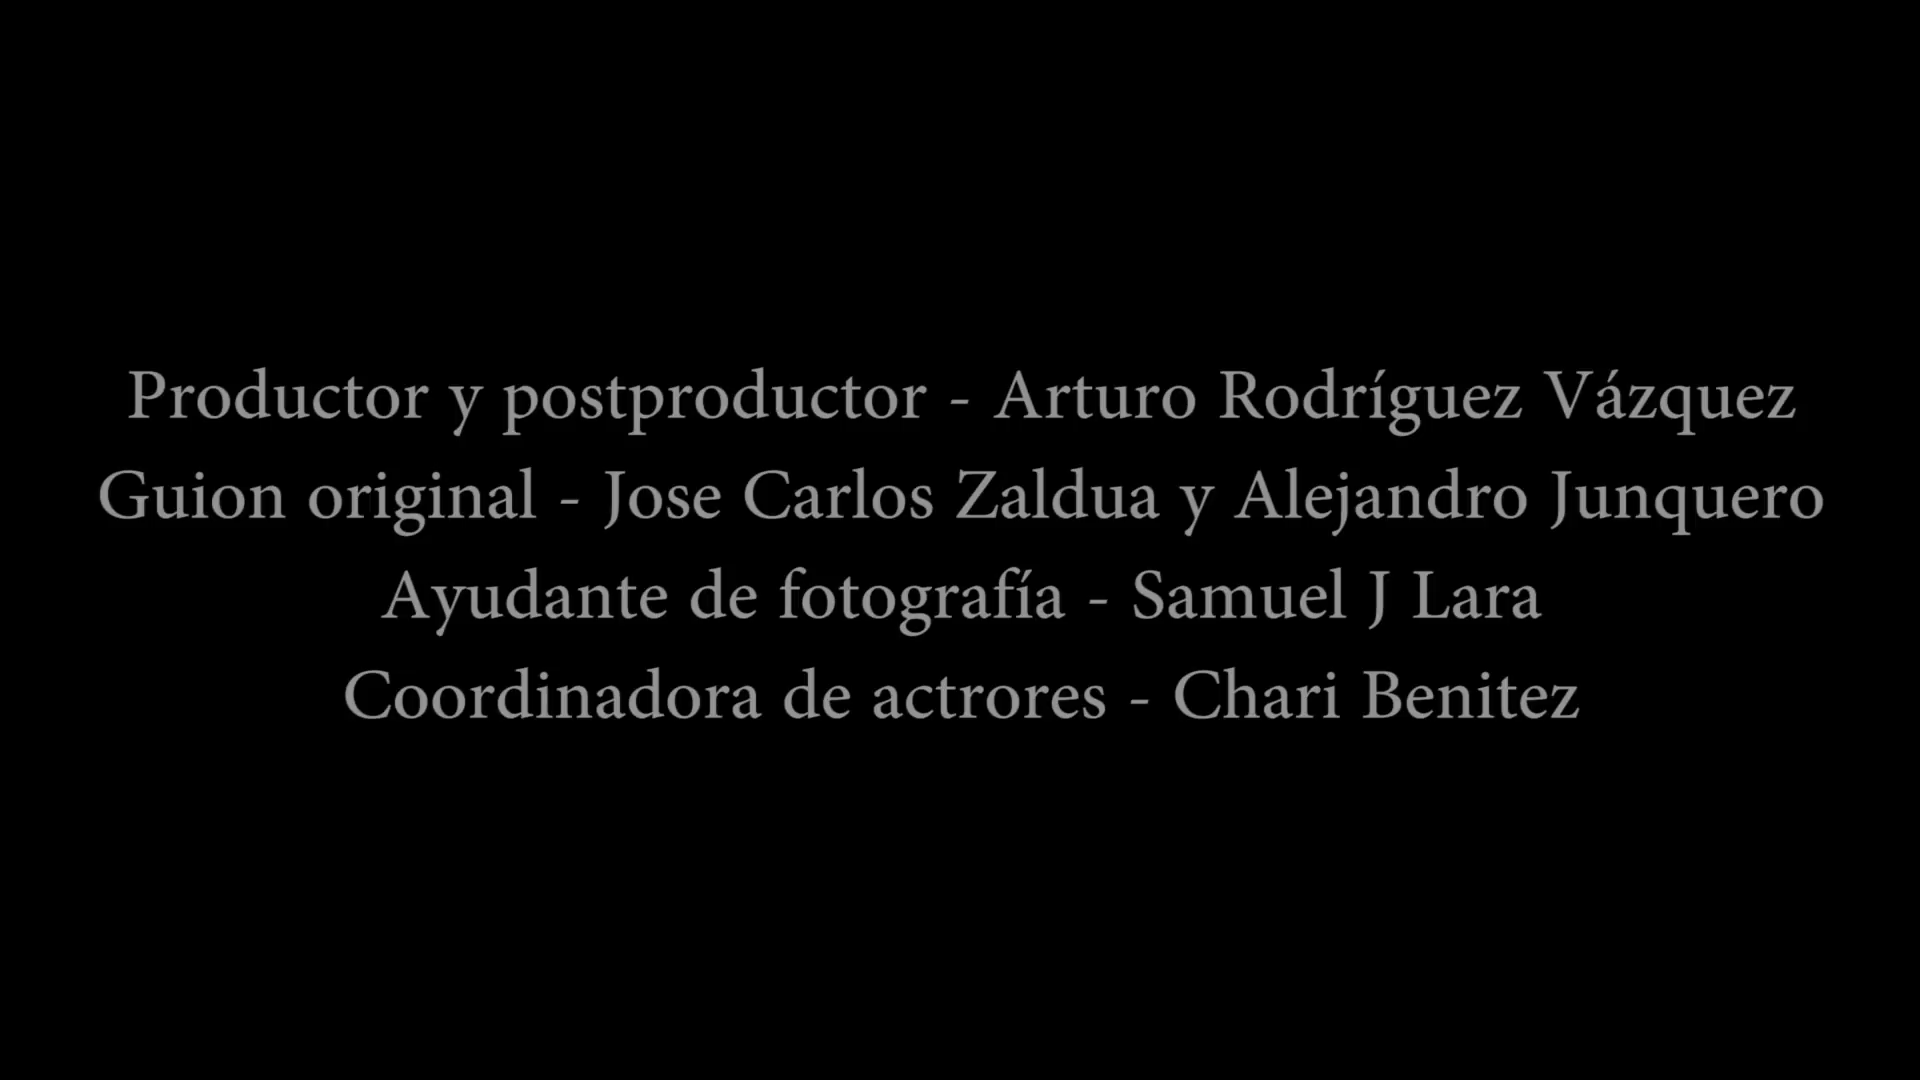 Productor y postproductor - Arturo Rodríguez Vázquez
Guion original - Jose Carlos Zaldua y Alejandro Junquero
Ayudante de fotografía - Samuel J Lara
Coordinadora de actrores - Chari Benitez